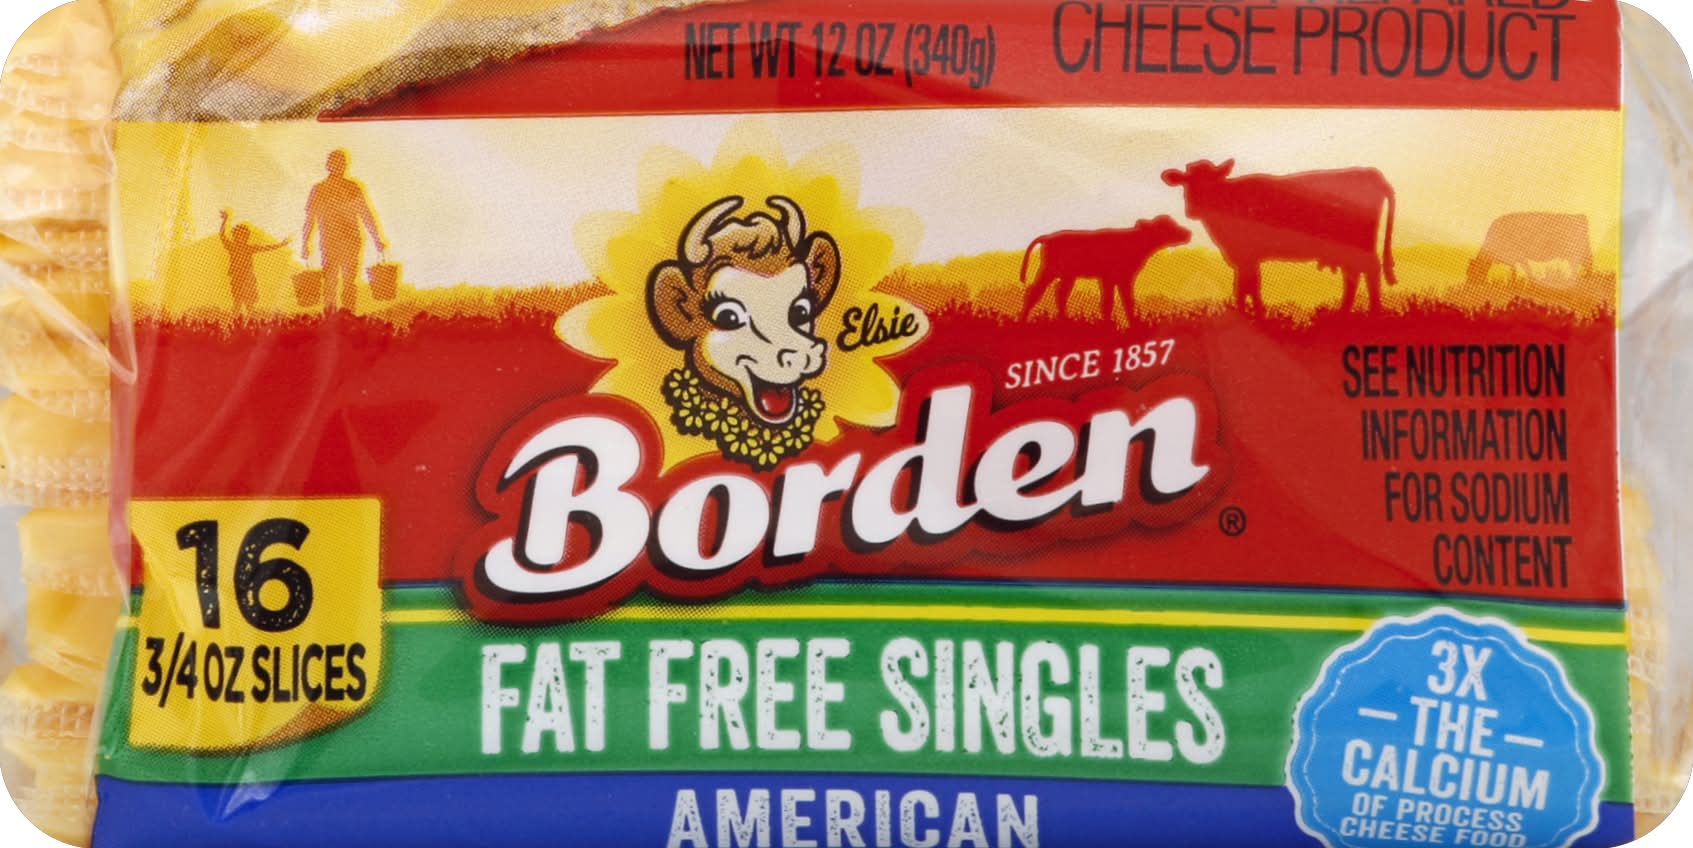 NET WT 12 OZ (340g)
CHEESE PRODUCT
Elsie
SINCE 1857
Borden®
SEE NUTRITION
INFORMATION
FOR SODIUM
CONTENT
16
3/4 OZ SLICES
FAT FREE SINGLES
AMERICAN
3X
– THE –
CALCIUM
OF PROCESS
CHEESE FOOD